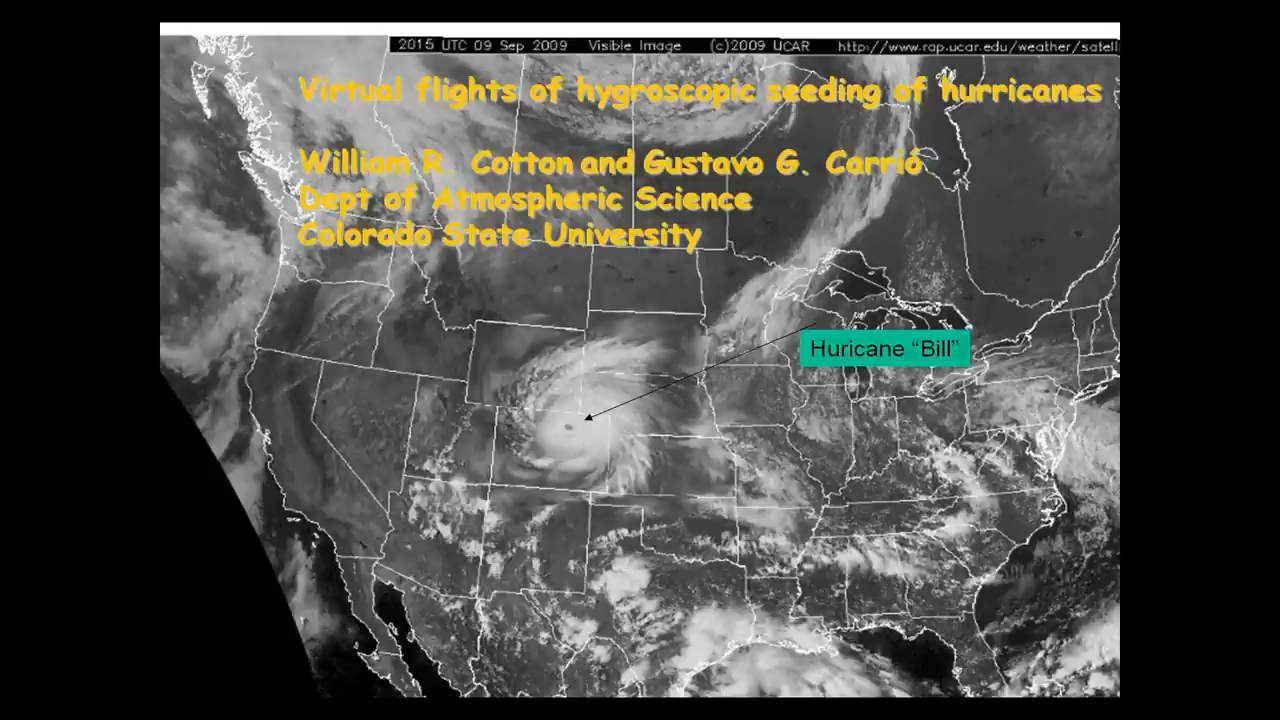 2015 UTC 09 Sep 2009 Visible Image (c)2009 UCAR http://www.rap.ucar.edu/weather/satell
Virtual flights of hygroscopic seeding of hurricanes
William R. Cotton and Gustavo G. Carrió
Dept of Atmospheric Science
Colorado State University
Huricane “Bill”